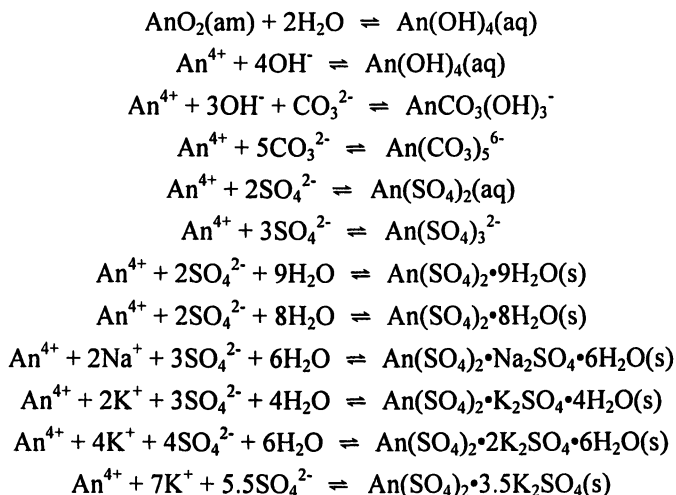 AnO₂(am) + 2H₂O ⇌ An(OH)₄(aq)
An⁴⁺ + 4OH⁻ ⇌ An(OH)₄(aq)
An⁴⁺ + 3OH⁻ + CO₃²⁻ ⇌ AnCO₃(OH)₃⁻
An⁴⁺ + 5CO₃²⁻ ⇌ An(CO₃)₅⁶⁻
An⁴⁺ + 2SO₄²⁻ ⇌ An(SO₄)₂(aq)
An⁴⁺ + 3SO₄²⁻ ⇌ An(SO₄)₃²⁻
An⁴⁺ + 2SO₄²⁻ + 9H₂O ⇌ An(SO₄)₂•9H₂O(s)
An⁴⁺ + 2SO₄²⁻ + 8H₂O ⇌ An(SO₄)₂•8H₂O(s)
An⁴⁺ + 2Na⁺ + 3SO₄²⁻ + 6H₂O ⇌ An(SO₄)₂•Na₂SO₄•6H₂O(s)
An⁴⁺ + 2K⁺ + 3SO₄²⁻ + 4H₂O ⇌ An(SO₄)₂•K₂SO₄•4H₂O(s)
An⁴⁺ + 4K⁺ + 4SO₄²⁻ + 6H₂O ⇌ An(SO₄)₂•2K₂SO₄•6H₂O(s)
An⁴⁺ + 7K⁺ + 5.5SO₄²⁻ ⇌ An(SO₄)₂•3.5K₂SO₄(s)